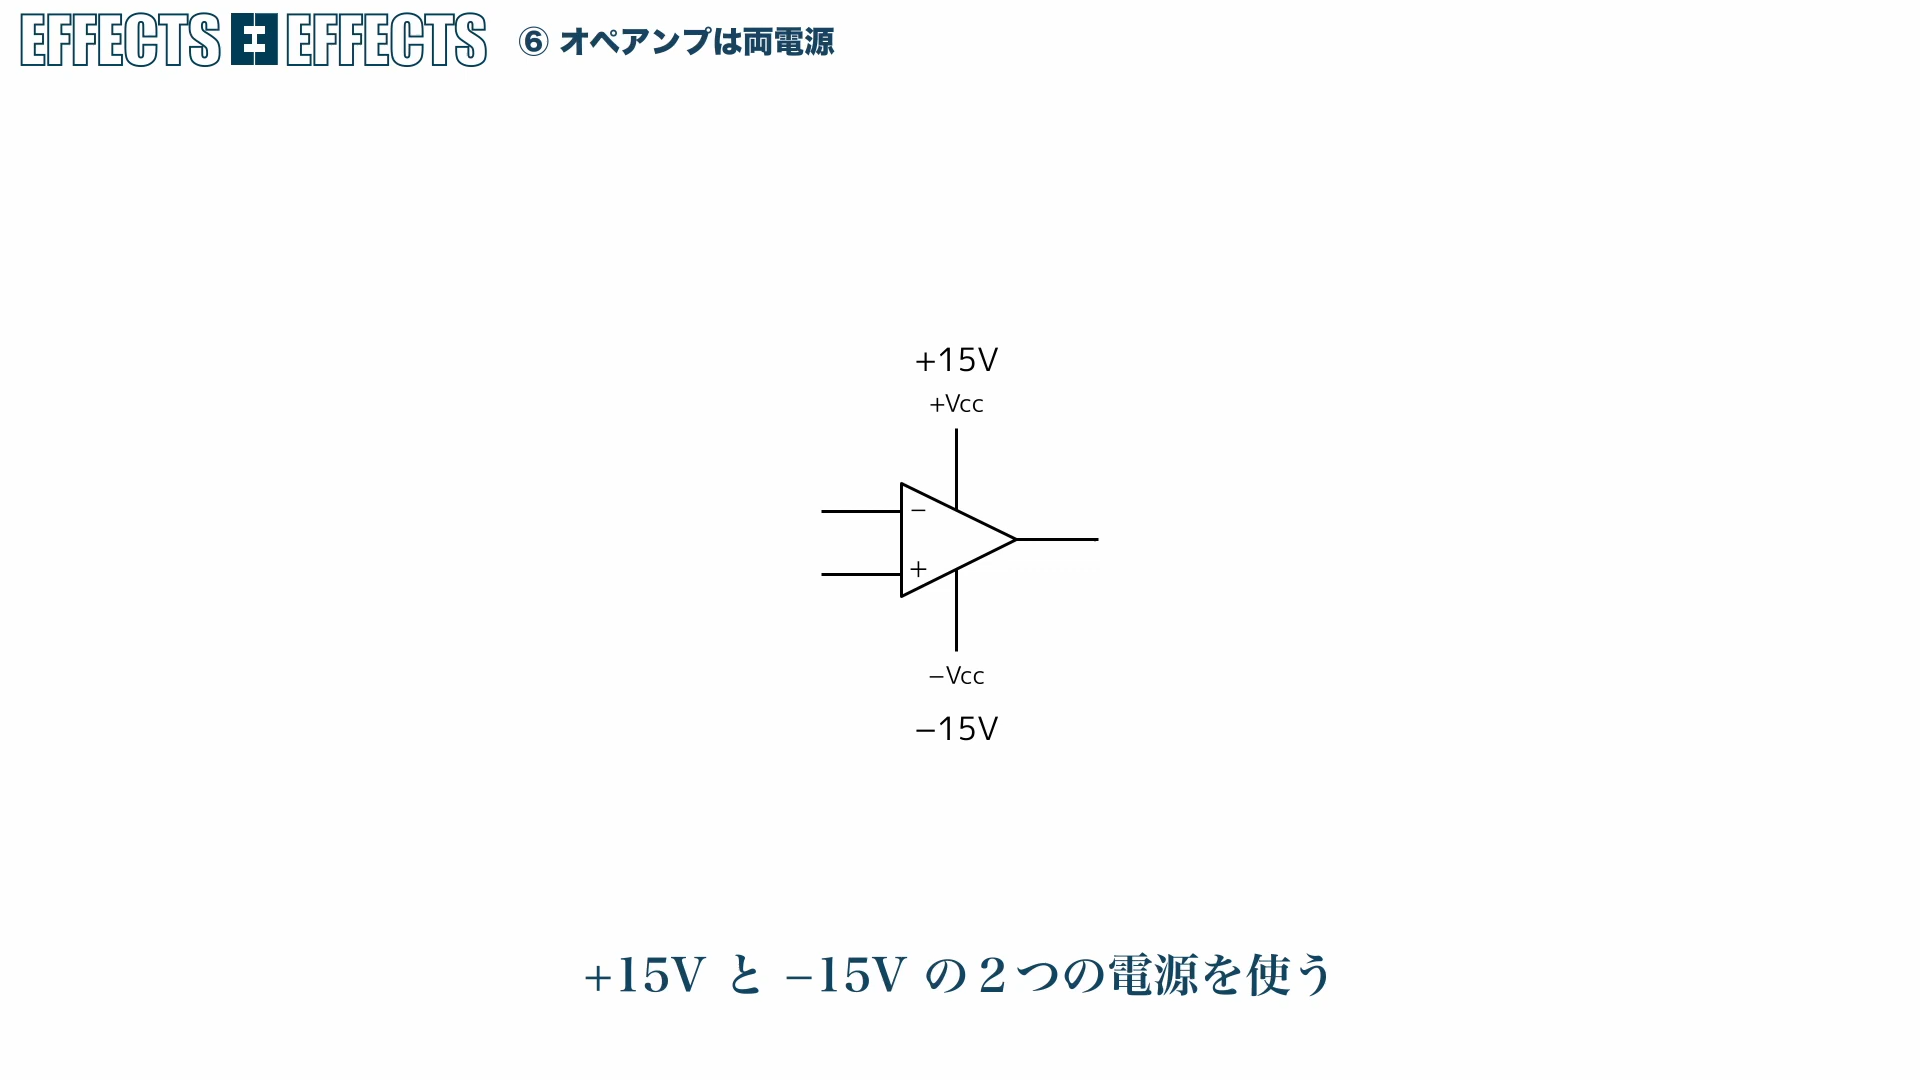 EFFECTS エ EFFECTS ⑥ オペアンプは両電源
+15V
+Vcc
−
+
−Vcc
−15V
+15V と −15V の２つの電源を使う